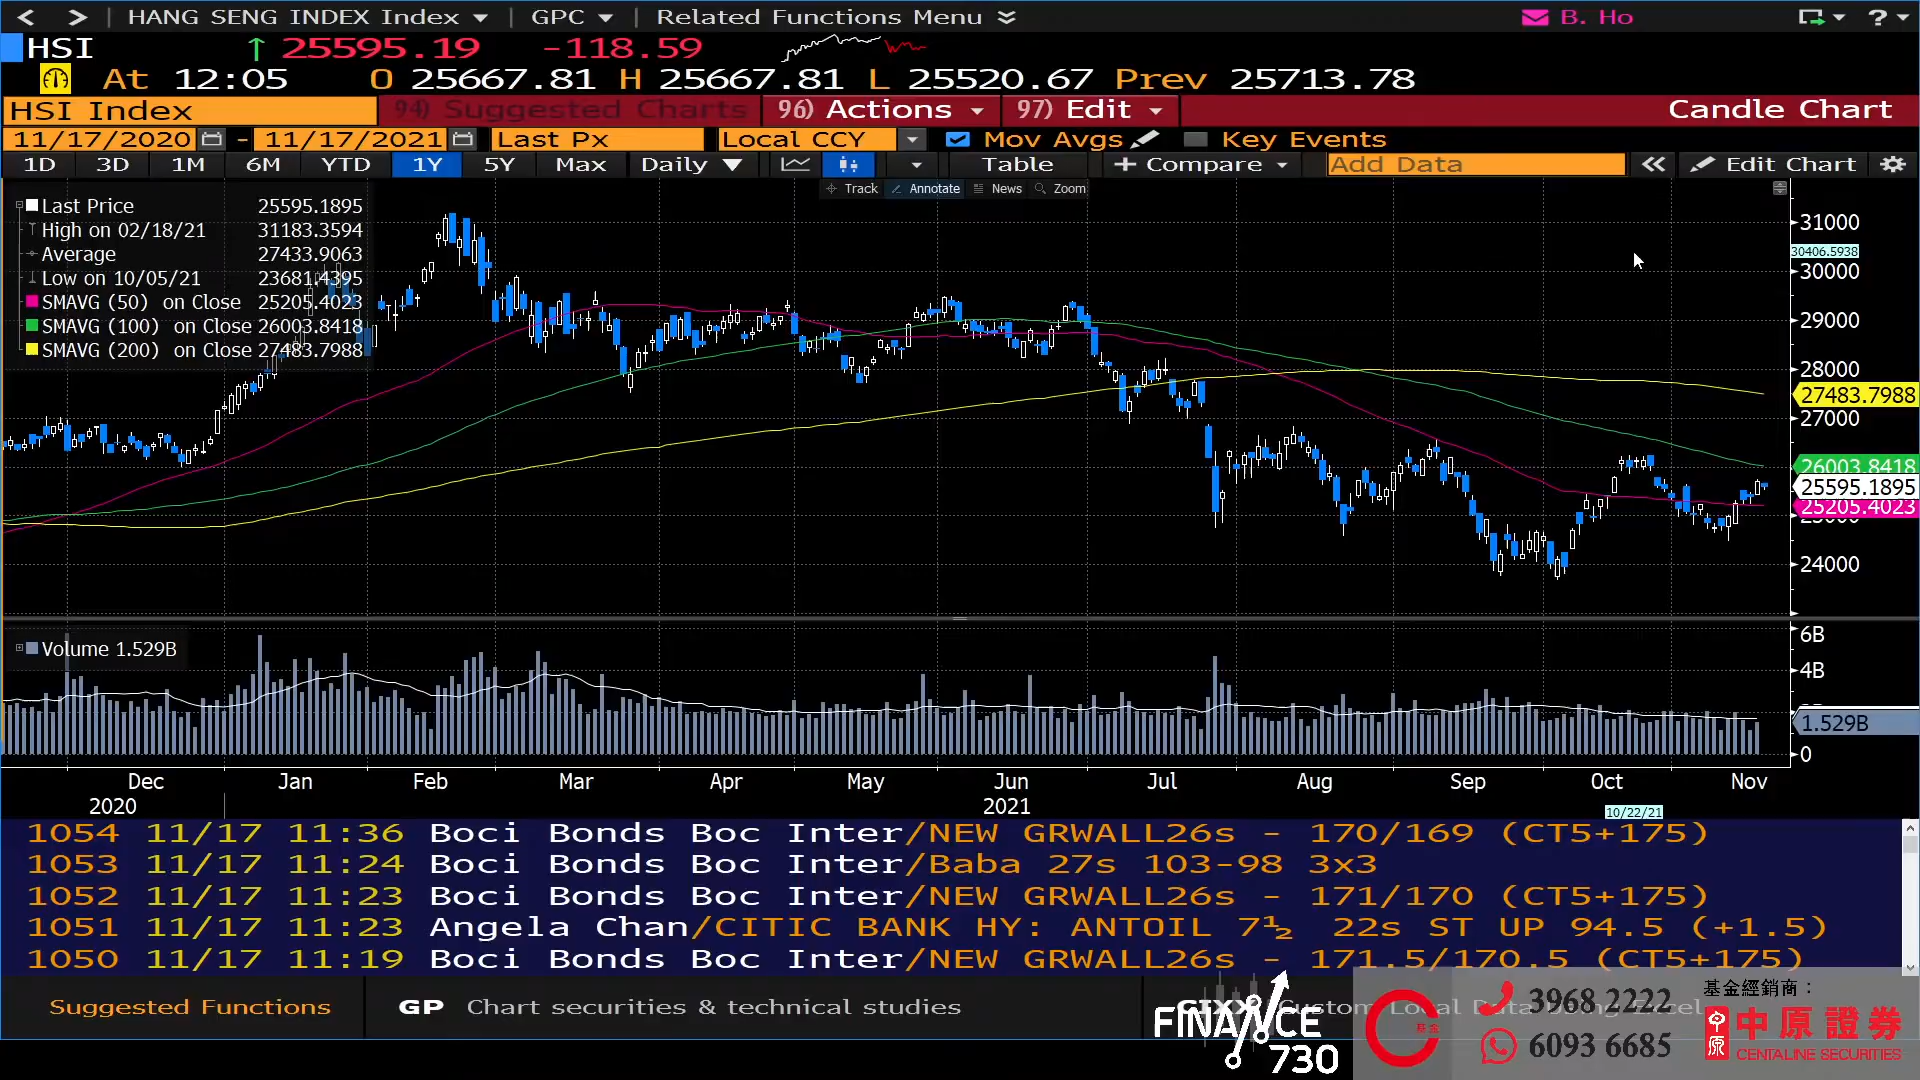 HANG SENG INDEX Index | GPC | Related Functions Menu B. Ho ?
HSI 25595.19 -118.59
At 12:05 O 25667.81 H 25667.81 L 25520.67 Prev 25713.78
HSI Index 94) Suggested Charts 96) Actions 97) Edit Candle Chart
11/17/2020 - 11/17/2021 Last Px Local CCY Mov Avgs Key Events
1D 3D 1M 6M YTD 1Y 5Y Max Daily Table + Compare Add Data Edit Chart
Track Annotate News Zoom
Last Price 25595.1895
High on 02/18/21 31183.3594
Average 27433.9063
Low on 10/05/21 23681.4395
SMAVG (50) on Close 25205.4023
SMAVG (100) on Close 26003.8418
SMAVG (200) on Close 27483.7988
31000
30406.5938
30000
29000
28000
27483.7988
27000
26003.8418
25595.1895
25205.4023
25000
24000
Volume 1.529B
6B
4B
1.529B
0
Dec Jan Feb Mar Apr May Jun Jul Aug Sep Oct Nov
2020 2021 10/22/21
1054 11/17 11:36 Boci Bonds Boc Inter/NEW GRWALL26s - 170/169 (CT5+175)
1053 11/17 11:24 Boci Bonds Boc Inter/Baba 27s 103-98 3x3
1052 11/17 11:23 Boci Bonds Boc Inter/NEW GRWALL26s - 171/170 (CT5+175)
1051 11/17 11:23 Angela Chan/CITIC BANK HY: ANTOIL 7½ 22s ST UP 94.5 (+1.5)
1050 11/17 11:19 Boci Bonds Boc Inter/NEW GRWALL26s - 171.5/170.5 (CT5+175)
Suggested Functions GP Chart securities & technical studies CIXX Custom Local Data Using Excel
FINANCE
730
基金
3968 2222
6093 6685
基金經銷商：
中原
中原證券
CENTALINE SECURITIES